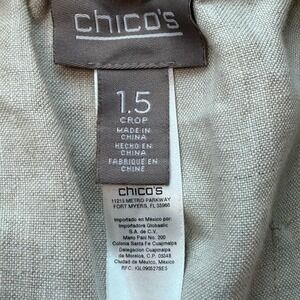 chico's
1.5
CROP
MADE IN
CHINA
HECHO EN
CHINA
FABRIQUÉ EN
CHINE
chico's
11215 METRO PARKWAY
FORT MYERS, FL 33966
Importado en México por:
Importadora Globastic
S.A. de C.V.
Mario Pani No. 200
Colonia Santa Fe Cuajimalpa
Delegación Cuajimalpa
de Morelos, C.P. 05348
Ciudad de México, México